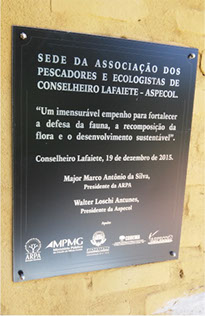 SEDE DA ASSOCIAÇÃO DOS
PESCADORES E ECOLOGISTAS DE
CONSELHEIRO LAFAIETE - ASPECOL.
“Um imensurável empenho para fortalecer
a defesa da fauna, a recomposição da
flora e o desenvolvimento sustentável”.
Conselheiro Lafaiete, 19 de dezembro de 2015.
Major Marco Antônio da Silva,
Presidente da ARPA
Walter Loschi Antunes,
Presidente da Aspecol
ARPA
AMPMG